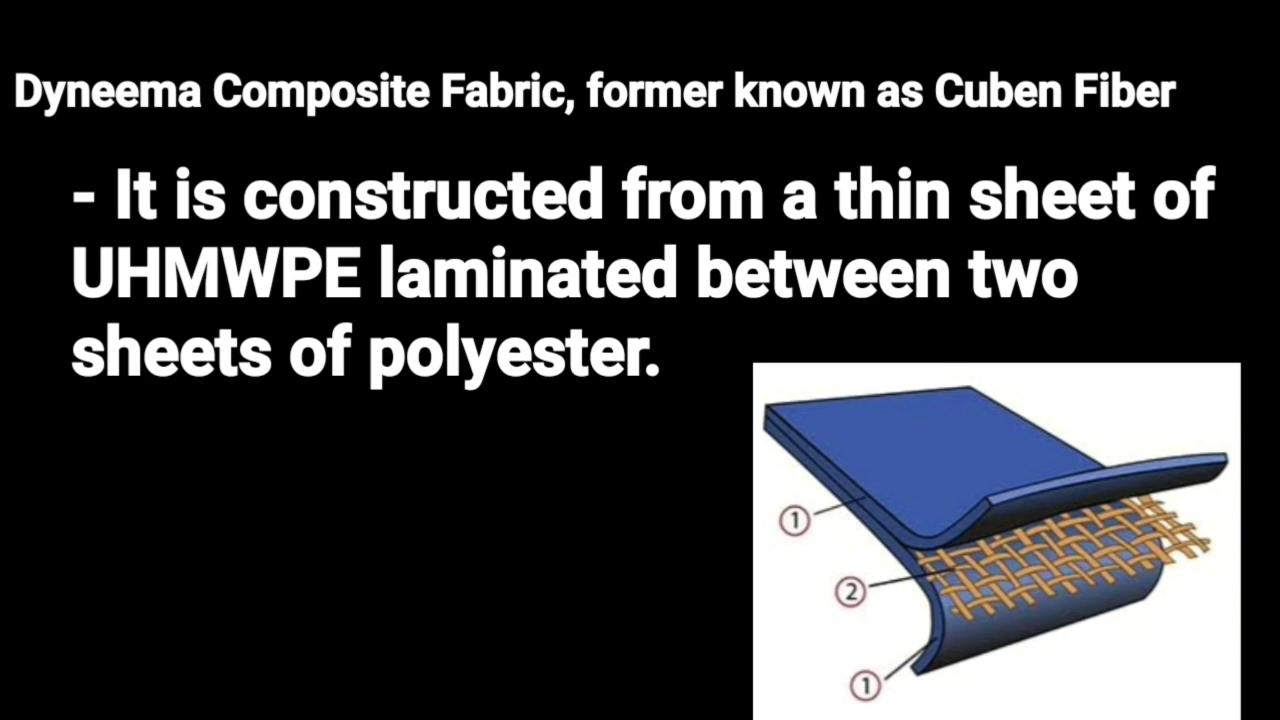 Dyneema Composite Fabric, former known as Cuben Fiber
- It is constructed from a thin sheet of
UHMWPE laminated between two
sheets of polyester.
1
2
1